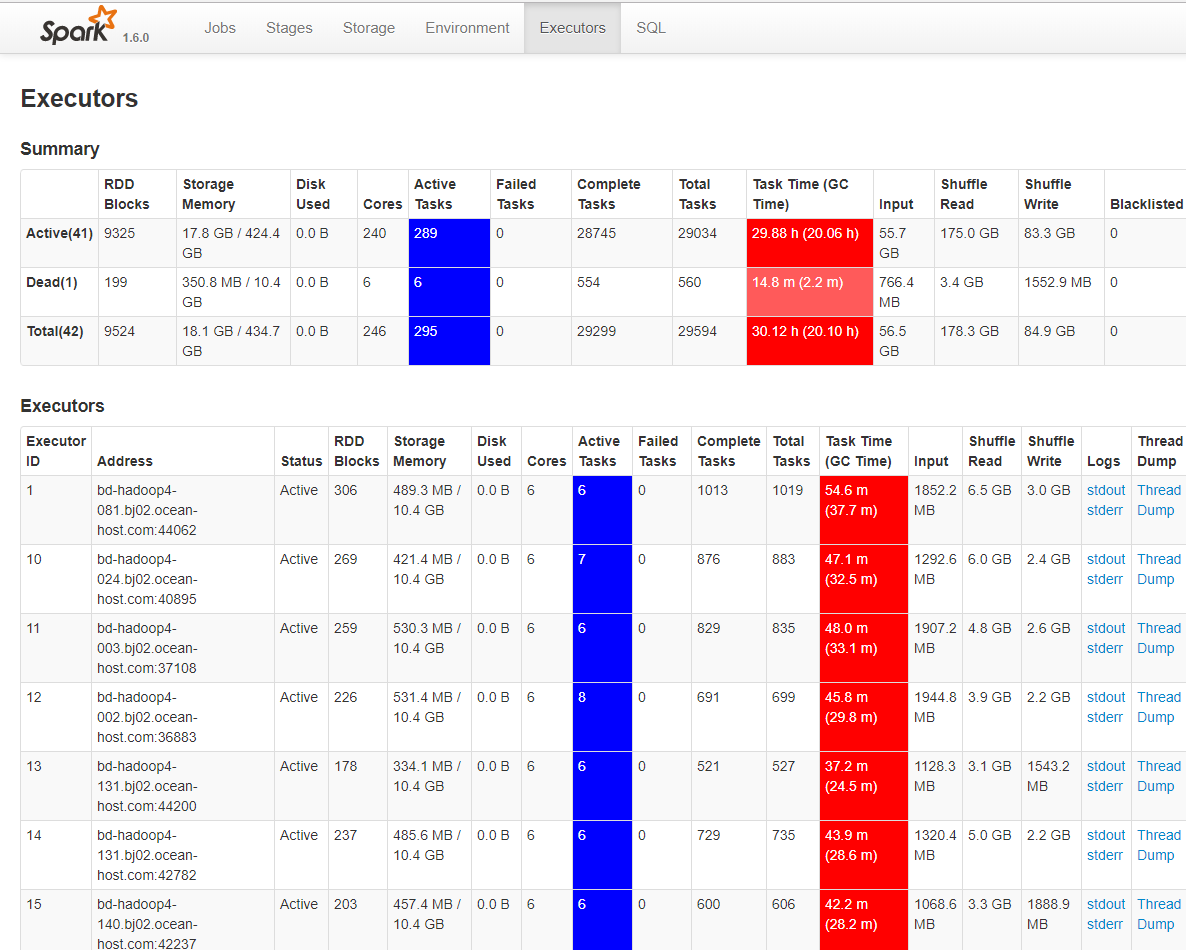 Spark 1.6.0 Jobs Stages Storage Environment Executors SQL
Executors
Summary
RDD Blocks Storage Memory Disk Used Cores Active Tasks Failed Tasks Complete Tasks Total Tasks Task Time (GC Time) Input Shuffle Read Shuffle Write Blacklisted
Active(41) 9325 17.8 GB / 424.4 GB 0.0 B 240 289 0 28745 29034 29.88 h (20.06 h) 55.7 GB 175.0 GB 83.3 GB 0
Dead(1) 199 350.8 MB / 10.4 GB 0.0 B 6 6 0 554 560 14.8 m (2.2 m) 766.4 MB 3.4 GB 1552.9 MB 0
Total(42) 9524 18.1 GB / 434.7 GB 0.0 B 246 295 0 29299 29594 30.12 h (20.10 h) 56.5 GB 178.3 GB 84.9 GB 0
Executors
Executor ID Address Status RDD Blocks Storage Memory Disk Used Cores Active Tasks Failed Tasks Complete Tasks Total Tasks Task Time (GC Time) Input Shuffle Read Shuffle Write Logs Thread Dump
1 bd-hadoop4-081.bj02.ocean-host.com:44062 Active 306 489.3 MB / 10.4 GB 0.0 B 6 6 0 1013 1019 54.6 m (37.7 m) 1852.2 MB 6.5 GB 3.0 GB stdout stderr Thread Dump
10 bd-hadoop4-024.bj02.ocean-host.com:40895 Active 269 421.4 MB / 10.4 GB 0.0 B 6 7 0 876 883 47.1 m (32.5 m) 1292.6 MB 6.0 GB 2.4 GB stdout stderr Thread Dump
11 bd-hadoop4-003.bj02.ocean-host.com:37108 Active 259 530.3 MB / 10.4 GB 0.0 B 6 6 0 829 835 48.0 m (33.1 m) 1907.2 MB 4.8 GB 2.6 GB stdout stderr Thread Dump
12 bd-hadoop4-002.bj02.ocean-host.com:36883 Active 226 531.4 MB / 10.4 GB 0.0 B 6 8 0 691 699 45.8 m (29.8 m) 1944.8 MB 3.9 GB 2.2 GB stdout stderr Thread Dump
13 bd-hadoop4-131.bj02.ocean-host.com:44200 Active 178 334.1 MB / 10.4 GB 0.0 B 6 6 0 521 527 37.2 m (24.5 m) 1128.3 MB 3.1 GB 1543.2 MB stdout stderr Thread Dump
14 bd-hadoop4-131.bj02.ocean-host.com:42782 Active 237 485.6 MB / 10.4 GB 0.0 B 6 6 0 729 735 43.9 m (28.6 m) 1320.4 MB 5.0 GB 2.2 GB stdout stderr Thread Dump
15 bd-hadoop4-140.bj02.ocean-host.com:42237 Active 203 457.4 MB / 10.4 GB 0.0 B 6 6 0 600 606 42.2 m (28.2 m) 1068.6 MB 3.3 GB 1888.9 MB stdout stderr Thread Dump